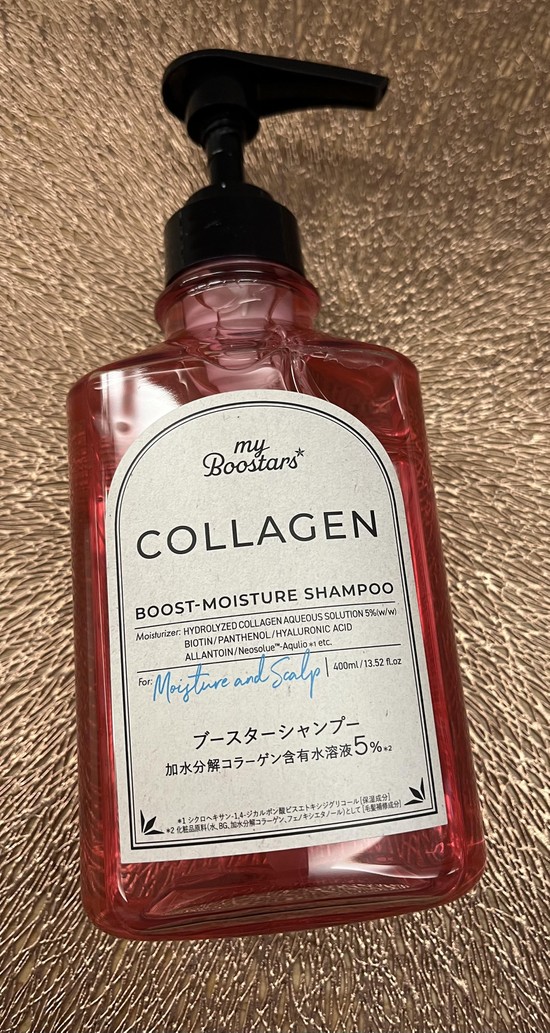 my
Boostars*
COLLAGEN
BOOST-MOISTURE SHAMPOO
Moisturizer: HYDROLYZED COLLAGEN AQUEOUS SOLUTION 5%(w/w)
BIOTIN/PANTHENOL/HYALURONIC ACID
ALLANTOIN/Neosolue™-Aqulio *1 etc.
For: Moisture and Scalp | 400ml/13.52 fl.oz
ブースターシャンプー
加水分解コラーゲン含有水溶液5%*2
*1 シクロヘキサン-1,4-ジカルボン酸ビスエトキシジグリコール [保湿成分]
*2 化粧品原料(水、BG、加水分解コラーゲン、フェノキシエタノール)として [毛髪補修成分]